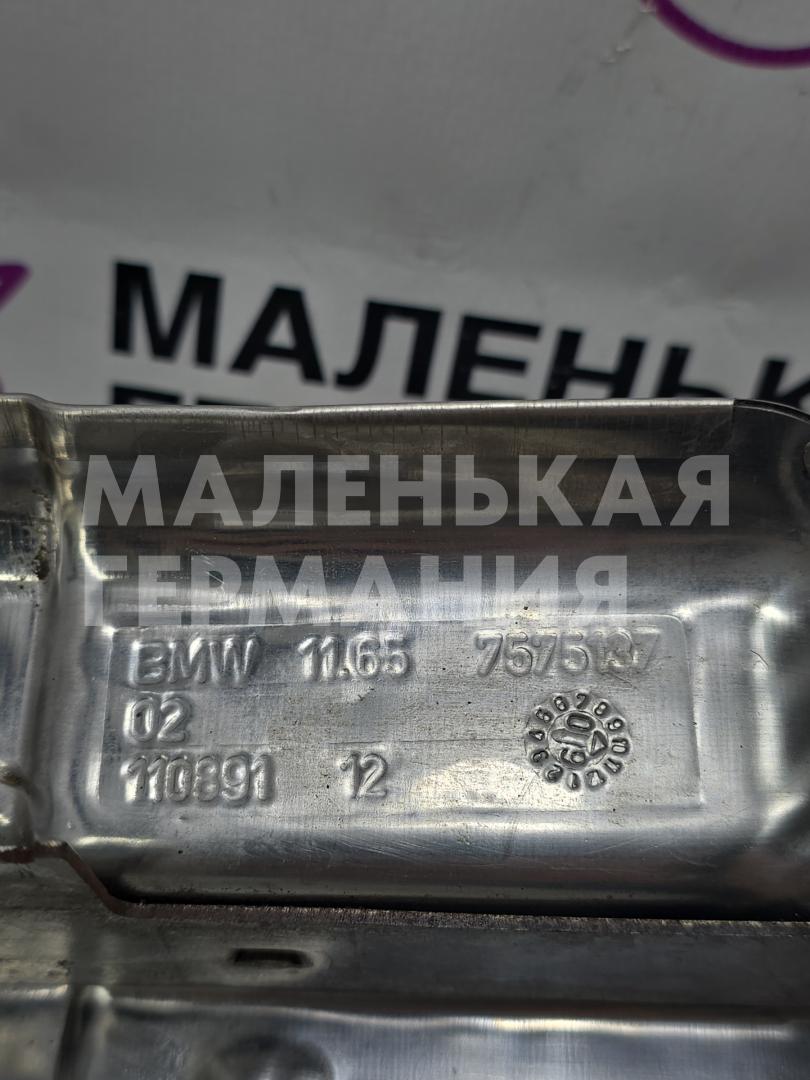 МАЛЕНЬК
МАЛЕНЬКАЯ
ГЕРМАНИЯ
BMW 11.65 7575137
02
110891 12